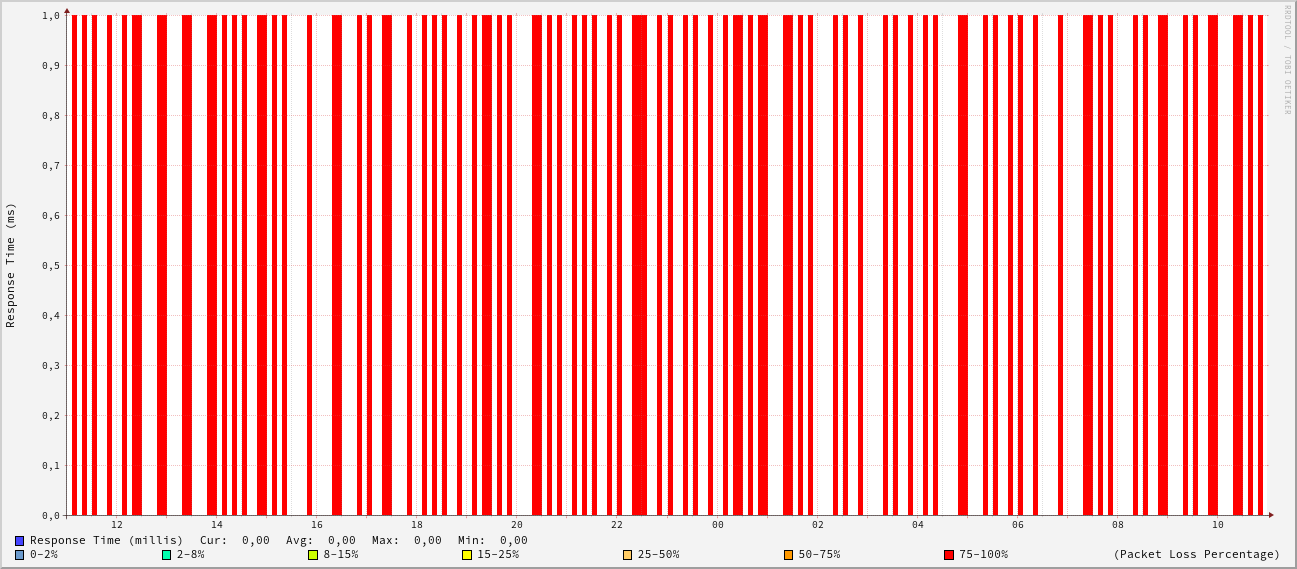 1,0
0,9
0,8
0,7
0,6
0,5
0,4
0,3
0,2
0,1
0,0
Response Time (ms)
12 14 16 18 20 22 00 02 04 06 08 10
RRDTOOL / TOBI OETIKER
Response Time (millis) Cur: 0,00 Avg: 0,00 Max: 0,00 Min: 0,00
0-2% 2-8% 8-15% 15-25% 25-50% 50-75% 75-100% (Packet Loss Percentage)